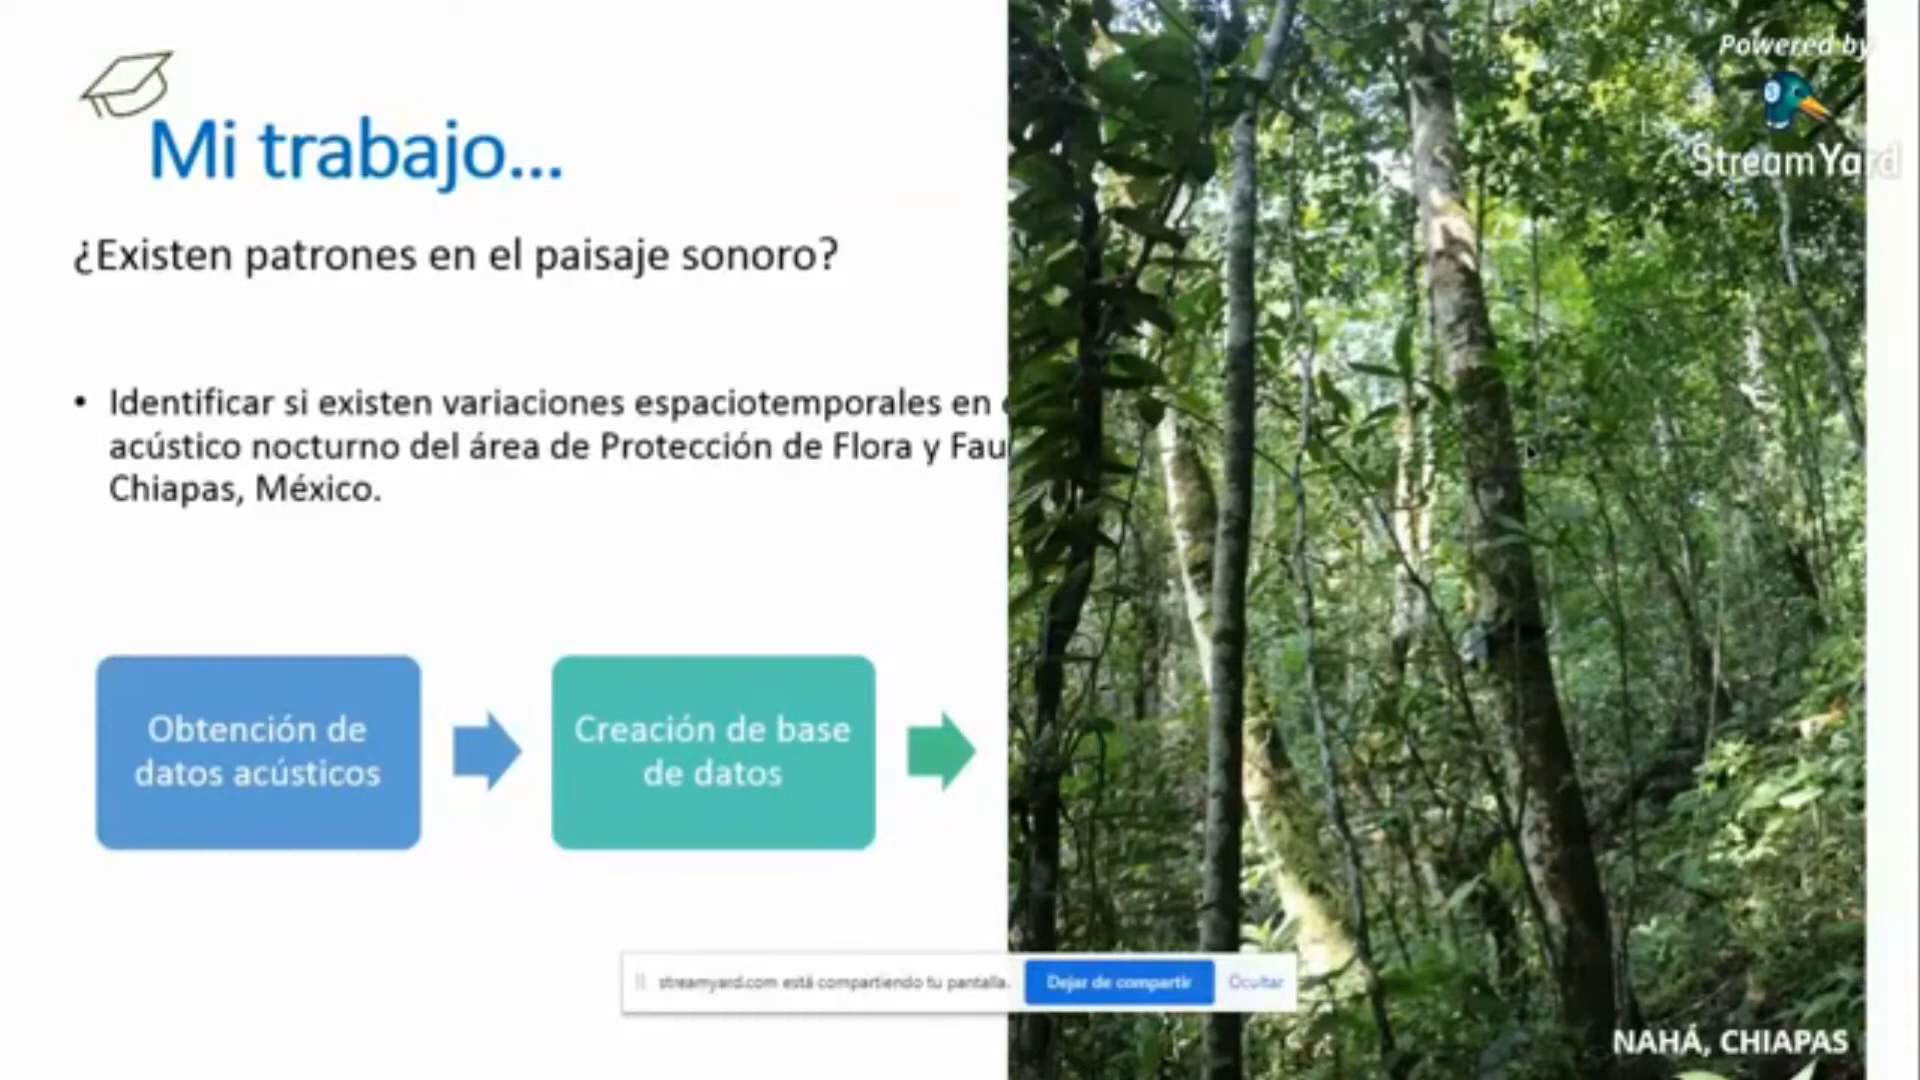 Mi trabajo...
¿Existen patrones en el paisaje sonoro?
• Identificar si existen variaciones espaciotemporales en
acústico nocturno del área de Protección de Flora y
Chiapas, México.
Obtención de
datos acústicos
Creación de base
de datos
streamyard.com está compartiendo tu pantalla.
Dejar de compartir
Ocultar
Powered by
StreamYard
NAHÁ, CHIAPAS